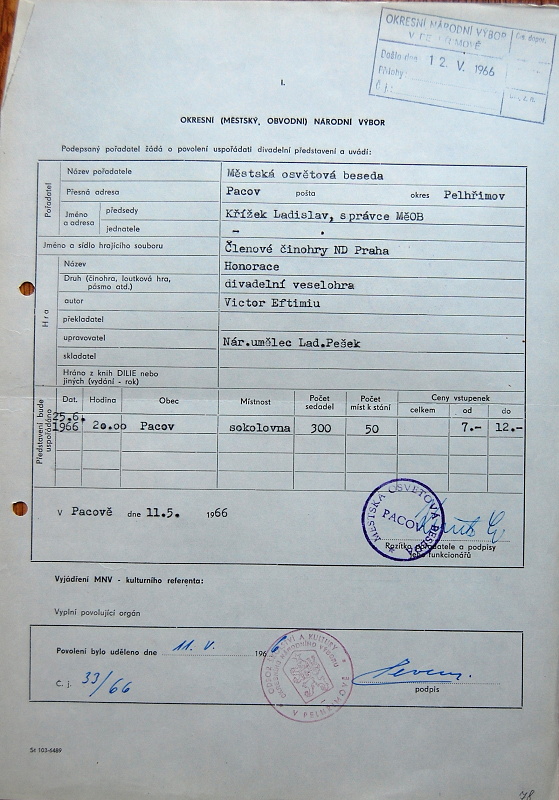 OKRESNÍ NÁRODNÍ VÝBOR
Došlo dne 12. V. 1966
Přílohy
Č. j.:
I.
OKRESNÍ (MĚSTSKÝ, OBVODNÍ) NÁRODNÍ VÝBOR
Podepsaný pořadatel žádá o povolení uspořádati divadelní představení a uvádí:
Pořadatel
Název pořadatele Městská osvětová beseda
Přesná adresa Pacov pošta okres Pelhřimov
Jméno a adresa předsedy Křížek Ladislav, správce MěOB
jednatele –
Jméno a sídlo hrajícího souboru Členové činohry ND Praha
Hra
Název Honorace
Druh (činohra, loutková hra, pásmo atd.) divadelní veselohra
autor Victor Eftimiu
překladatel
upravovatel Nár.umělec Lad.Pešek
skladatel
Hráno z knih DILIE nebo jiných (vydání - rok)
Představení bude uspořádáno
Dat. Hodina Obec Místnost Počet sedadel Počet míst k stání Ceny vstupenek celkem od do
25.6. 1966 20.00 Pacov sokolovna 300 50 7.- 12.-
V Pacově dne 11.5. 1966
MĚSTSKÁ OSVĚTOVÁ BESEDA
PACOV
Razítko pořadatele a podpisy
jeho funkcionářů
Vyjádření MNV - kulturního referenta:
Vyplní povolující orgán
Povolení bylo uděleno dne 11. V. 1966
Č. j. 33/66
V PELHŘIMOVĚ
podpis
Sk 103-6489
78